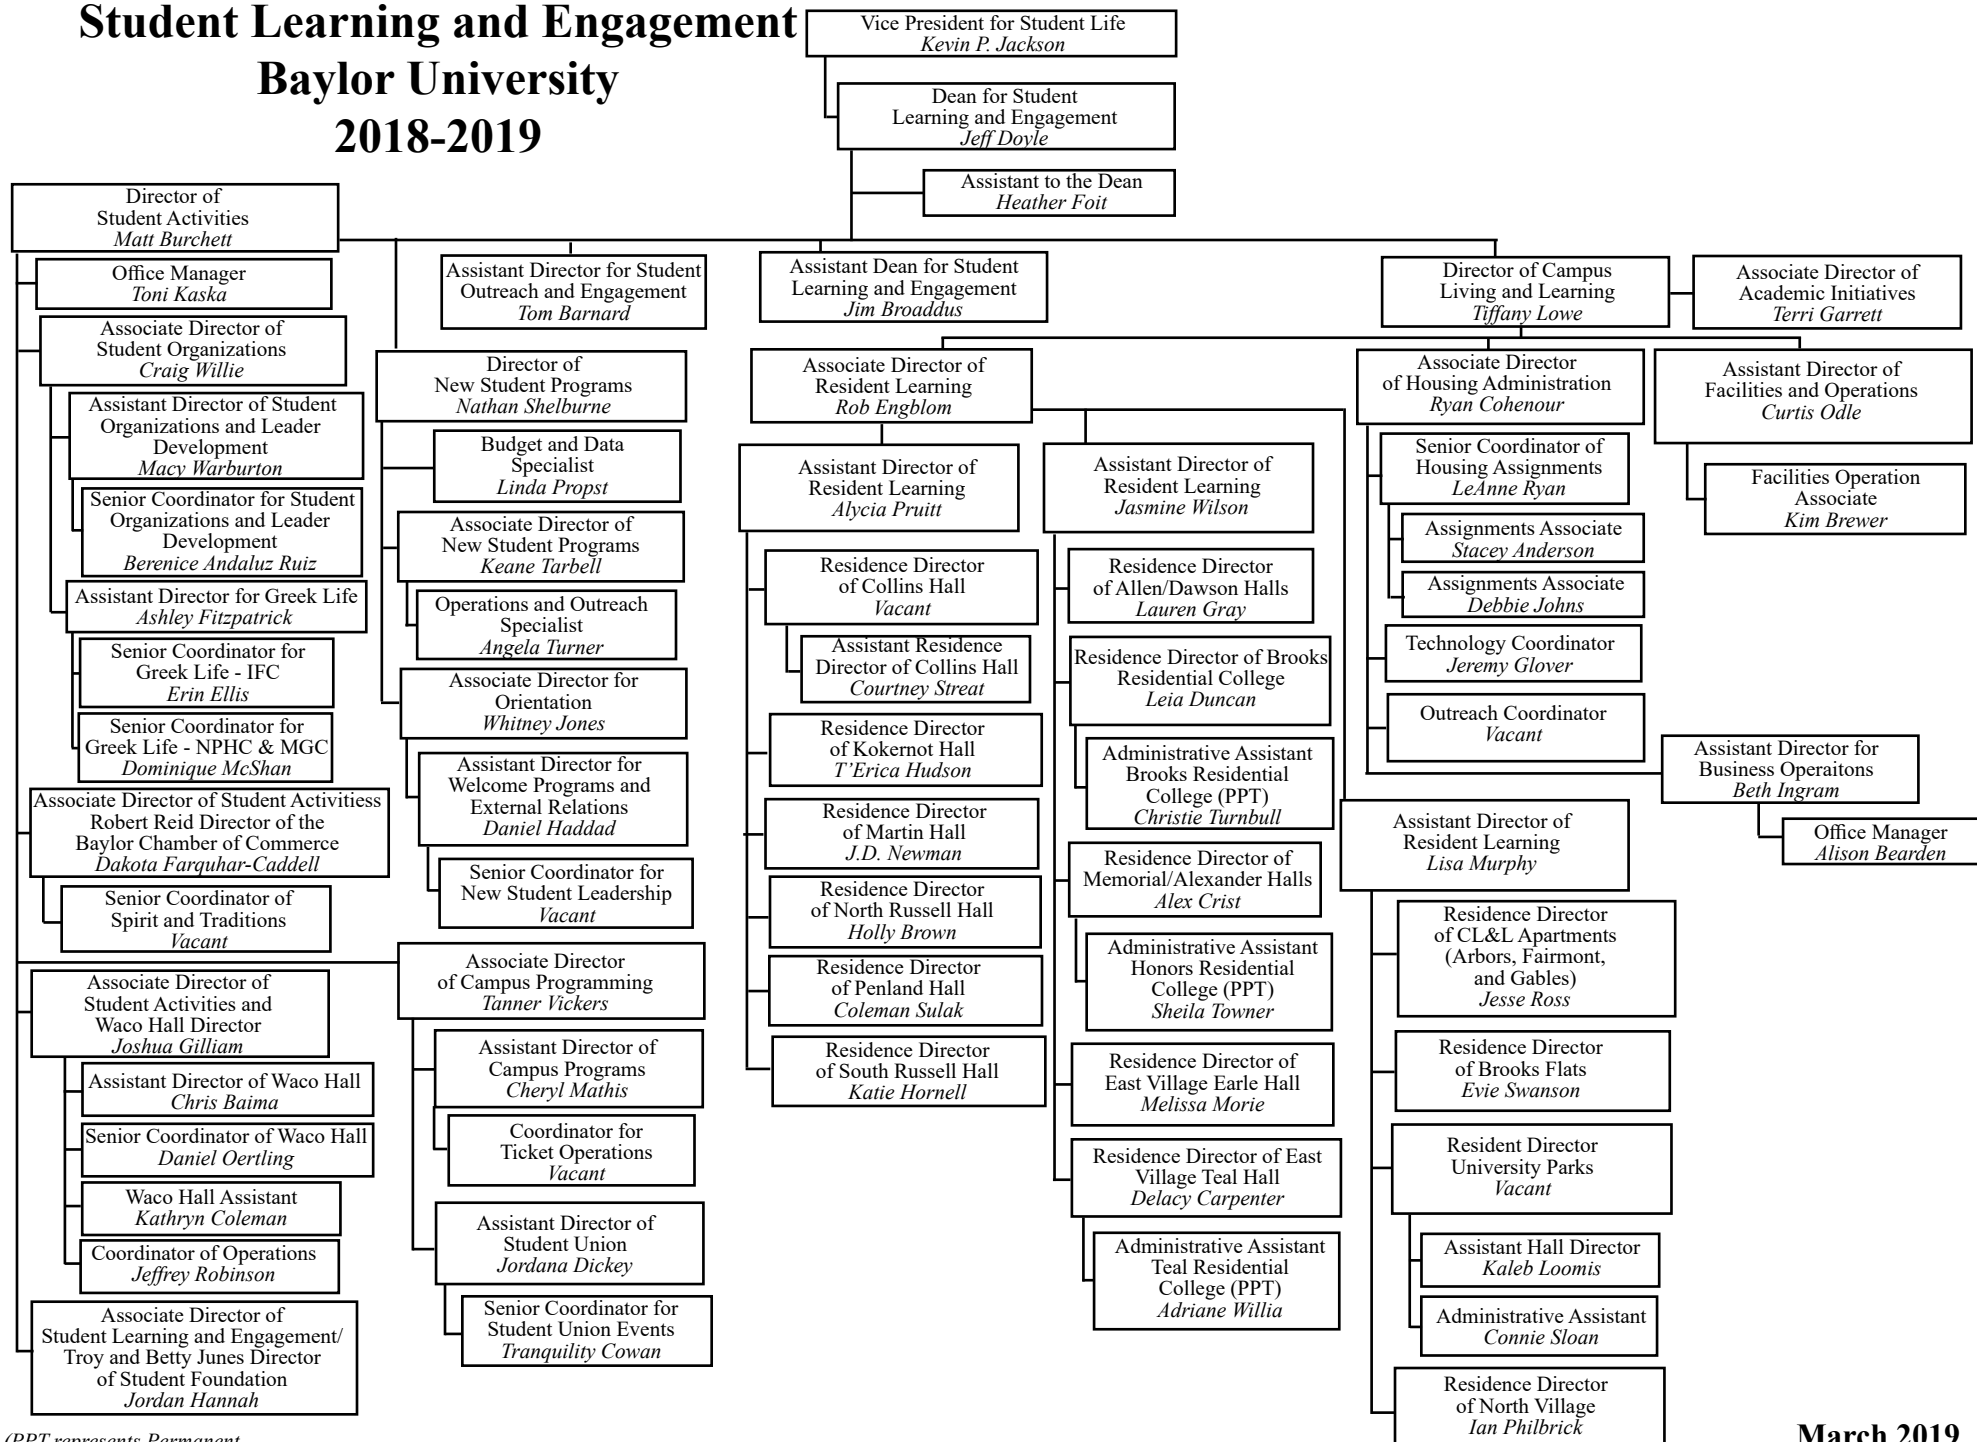 Student Learning and Engagement
Baylor University
2018-2019
Vice President for Student Life
Kevin P. Jackson
Dean for Student
Learning and Engagement
Jeff Doyle
Assistant to the Dean
Heather Foit
Director of
Student Activities
Matt Burchett
Office Manager
Toni Kaska
Associate Director of
Student Organizations
Craig Willie
Assistant Director of Student
Organizations and Leader
Development
Macy Warburton
Senior Coordinator for Student
Organizations and Leader
Development
Berenice Andaluz Ruiz
Assistant Director for Greek Life
Ashley Fitzpatrick
Senior Coordinator for
Greek Life - IFC
Erin Ellis
Senior Coordinator for
Greek Life - NPHC & MGC
Dominique McShan
Associate Director of Student Activitiess
Robert Reid Director of the
Baylor Chamber of Commerce
Dakota Farquhar-Caddell
Senior Coordinator of
Spirit and Traditions
Vacant
Associate Director of
Student Activities and
Waco Hall Director
Joshua Gilliam
Assistant Director of Waco Hall
Chris Baima
Senior Coordinator of Waco Hall
Daniel Oertling
Waco Hall Assistant
Kathryn Coleman
Coordinator of Operations
Jeffrey Robinson
Associate Director of
Student Learning and Engagement/
Troy and Betty Junes Director
of Student Foundation
Jordan Hannah
Assistant Director for Student
Outreach and Engagement
Tom Barnard
Director of
New Student Programs
Nathan Shelburne
Budget and Data
Specialist
Linda Propst
Associate Director of
New Student Programs
Keane Tarbell
Operations and Outreach
Specialist
Angela Turner
Associate Director for
Orientation
Whitney Jones
Assistant Director for
Welcome Programs and
External Relations
Daniel Haddad
Senior Coordinator for
New Student Leadership
Vacant
Associate Director
of Campus Programming
Tanner Vickers
Assistant Director of
Campus Programs
Cheryl Mathis
Coordinator for
Ticket Operations
Vacant
Assistant Director of
Student Union
Jordana Dickey
Senior Coordinator for
Student Union Events
Tranquility Cowan
Assistant Dean for Student
Learning and Engagement
Jim Broaddus
Director of Campus
Living and Learning
Tiffany Lowe
Associate Director of
Academic Initiatives
Terri Garrett
Associate Director of
Resident Learning
Rob Engblom
Assistant Director of
Resident Learning
Alycia Pruitt
Residence Director
of Collins Hall
Vacant
Assistant Residence
Director of Collins Hall
Courtney Streat
Residence Director
of Kokernot Hall
T'Erica Hudson
Residence Director
of Martin Hall
J.D. Newman
Residence Director
of North Russell Hall
Holly Brown
Residence Director
of Penland Hall
Coleman Sulak
Residence Director
of South Russell Hall
Katie Hornell
Assistant Director of
Resident Learning
Jasmine Wilson
Residence Director
of Allen/Dawson Halls
Lauren Gray
Residence Director of Brooks
Residential College
Leia Duncan
Administrative Assistant
Brooks Residential
College (PPT)
Christie Turnbull
Residence Director of
Memorial/Alexander Halls
Alex Crist
Administrative Assistant
Honors Residential
College (PPT)
Sheila Towner
Residence Director of
East Village Earle Hall
Melissa Morie
Residence Director of East
Village Teal Hall
Delacy Carpenter
Administrative Assistant
Teal Residential
College (PPT)
Adriane Willia
Associate Director
of Housing Administration
Ryan Cohenour
Senior Coordinator of
Housing Assignments
LeAnne Ryan
Assignments Associate
Stacey Anderson
Assignments Associate
Debbie Johns
Technology Coordinator
Jeremy Glover
Outreach Coordinator
Vacant
Assistant Director of
Facilities and Operations
Curtis Odle
Facilities Operation
Associate
Kim Brewer
Assistant Director for
Business Operaitons
Beth Ingram
Office Manager
Alison Bearden
Assistant Director of
Resident Learning
Lisa Murphy
Residence Director
of CL&L Apartments
(Arbors, Fairmont,
and Gables)
Jesse Ross
Residence Director
of Brooks Flats
Evie Swanson
Resident Director
University Parks
Vacant
Assistant Hall Director
Kaleb Loomis
Administrative Assistant
Connie Sloan
Residence Director
of North Village
Ian Philbrick
(PPT represents Permanent
March 2019